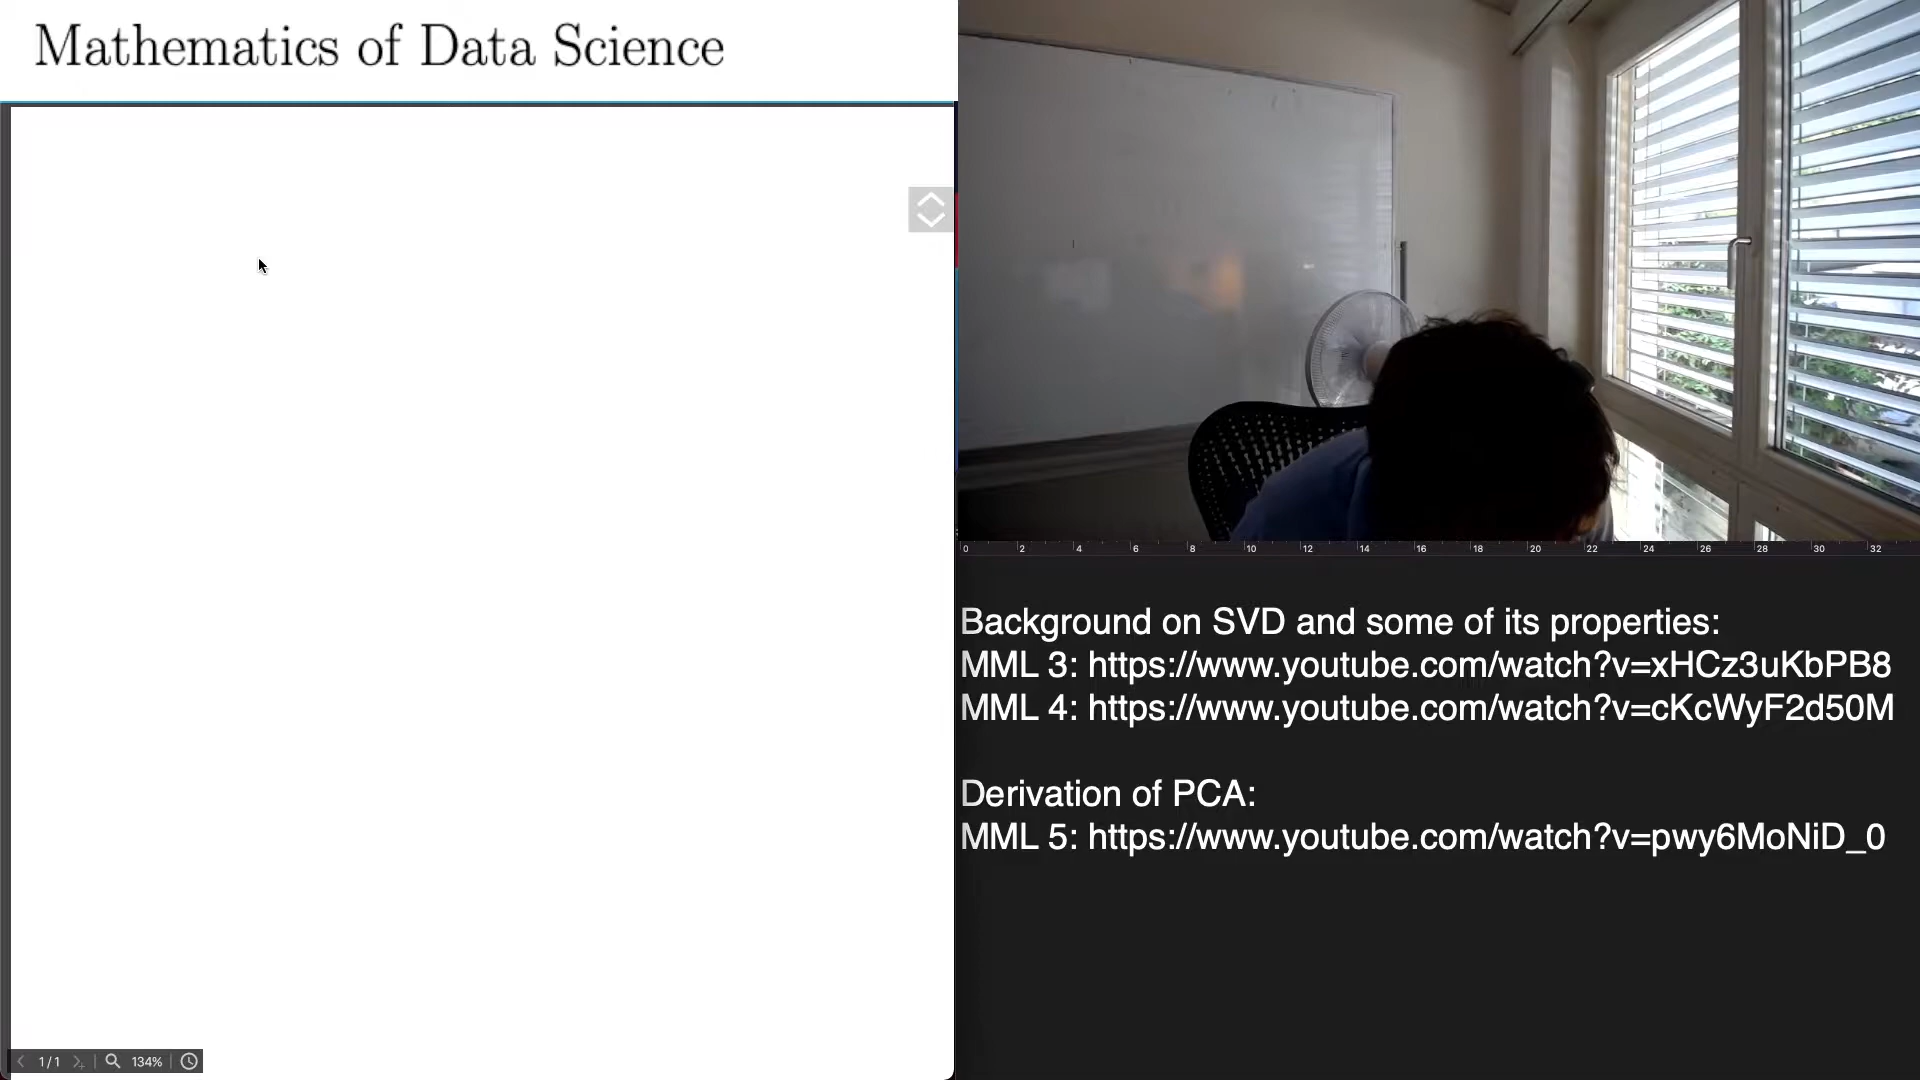 Mathematics of Data Science
0 2 4 6 8 10 12 14 16 18 20 22 24 26 28 30 32
Background on SVD and some of its properties:
MML 3: https://www.youtube.com/watch?v=xHCz3uKbPB8
MML 4: https://www.youtube.com/watch?v=cKcWyF2d50M
Derivation of PCA:
MML 5: https://www.youtube.com/watch?v=pwy6MoNiD_0
1/1 134%